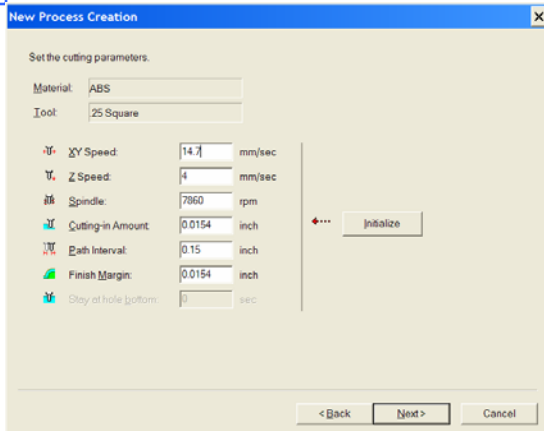 New Process Creation
Set the cutting parameters.
Material: ABS
Tool: .25 Square
XY Speed: 14.7 mm/sec
Z Speed: 4 mm/sec
Spindle: 7860 rpm
Cutting-in Amount: 0.0154 inch
Path Interval: 0.15 inch
Finish Margin: 0.0154 inch
Stay at hole bottom: 0 sec
Initialize
< Back Next > Cancel